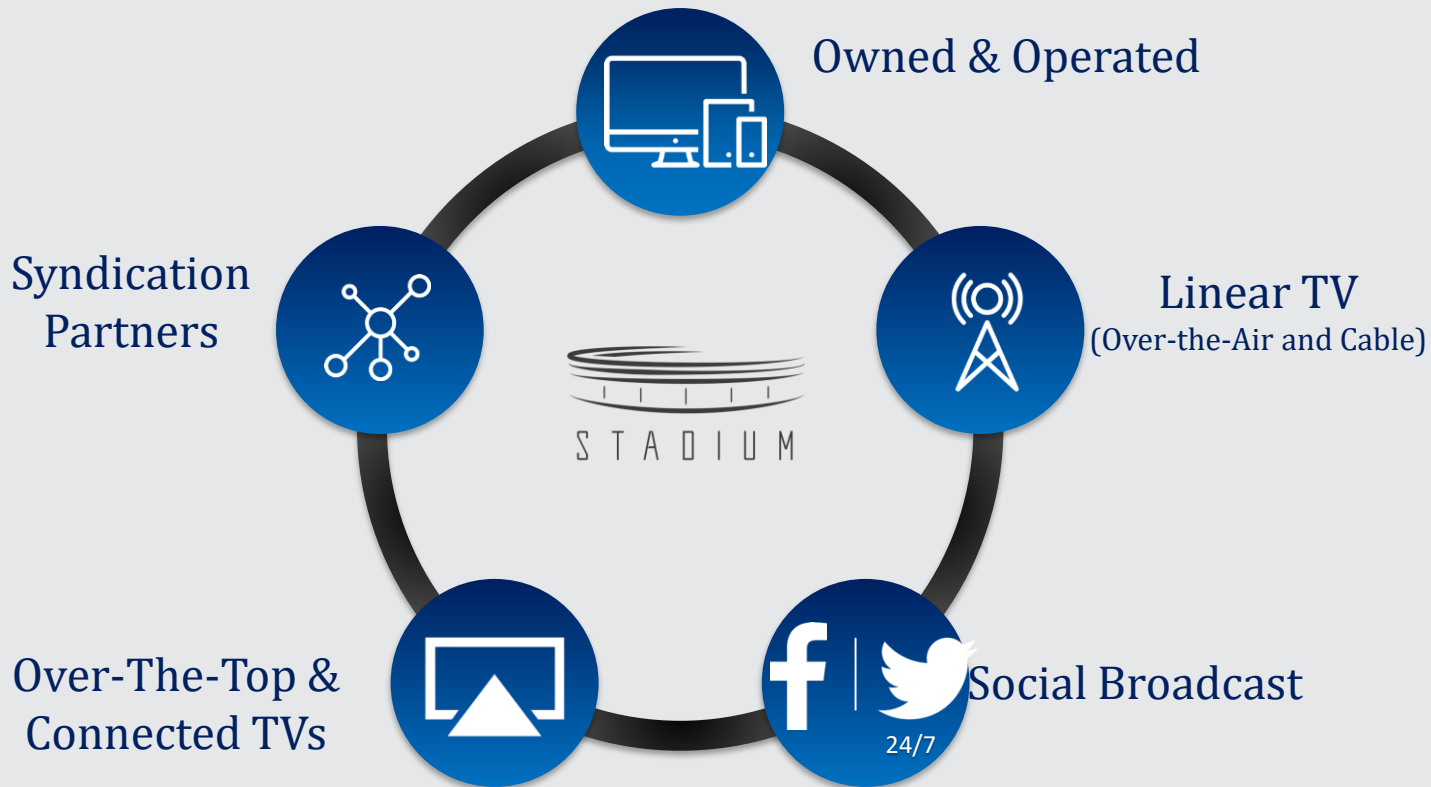 Owned & Operated
Syndication
Partners
Linear TV
(Over-the-Air and Cable)
STADIUM
Over-The-Top &
Connected TVs
Social Broadcast
24/7